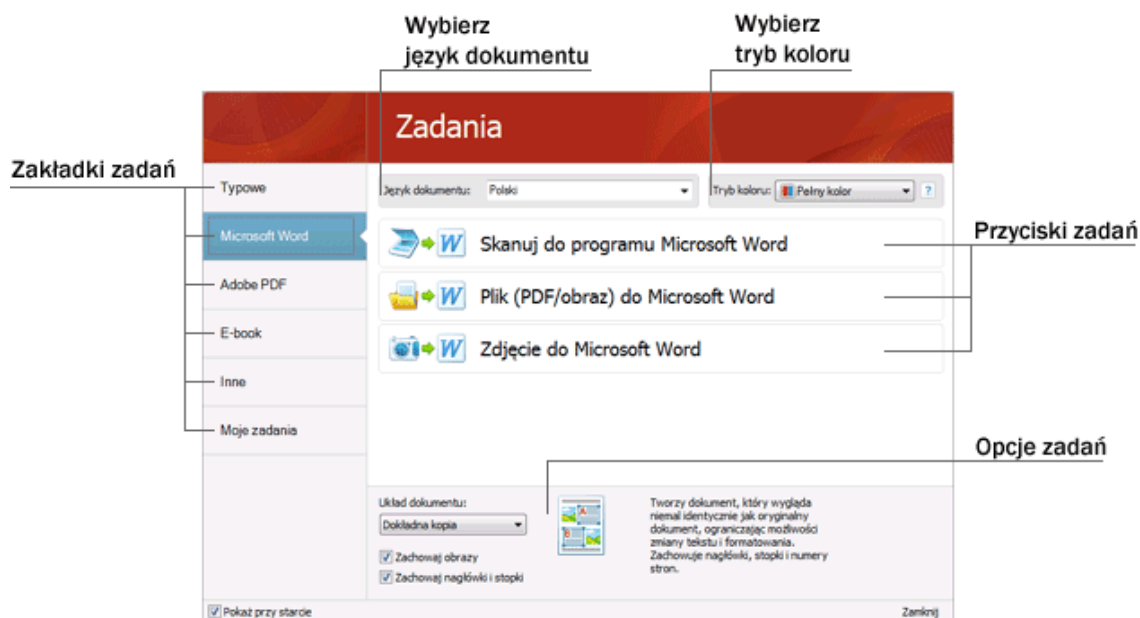 Wybierz
język dokumentu
Wybierz
tryb koloru
Zadania
Zakładki zadań
Typowe
Język dokumentu: Polski
Tryb koloru: Pełny kolor ?
Microsoft Word
Skanuj do programu Microsoft Word
Przyciski zadań
Adobe PDF
Plik (PDF/obraz) do Microsoft Word
E-book
Zdjęcie do Microsoft Word
Inne
Moje zadania
Opcje zadań
Układ dokumentu:
Dokładna kopia
Zachowaj obrazy
Zachowaj nagłówki i stopki
Tworzy dokument, który wygląda
niemal identycznie jak oryginalny
dokument, ograniczając możliwości
zmiany tekstu i formatowania.
Zachowuje nagłówki, stopki i numery
stron.
Pokaż przy starcie
Zamknij